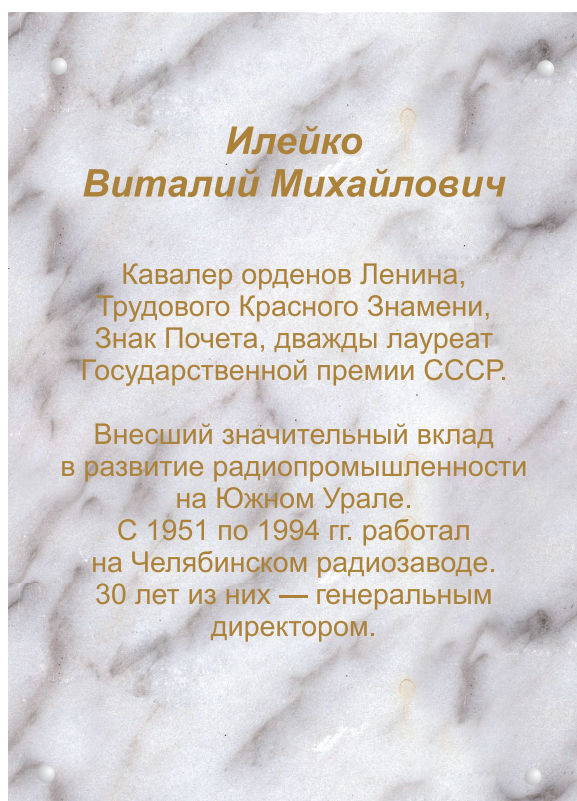 Илейко
Виталий Михайлович
Кавалер орденов Ленина,
Трудового Красного Знамени,
Знак Почета, дважды лауреат
Государственной премии СССР.
Внесший значительный вклад
в развитие радиопромышленности
на Южном Урале.
С 1951 по 1994 гг. работал
на Челябинском радиозаводе.
30 лет из них — генеральным
директором.